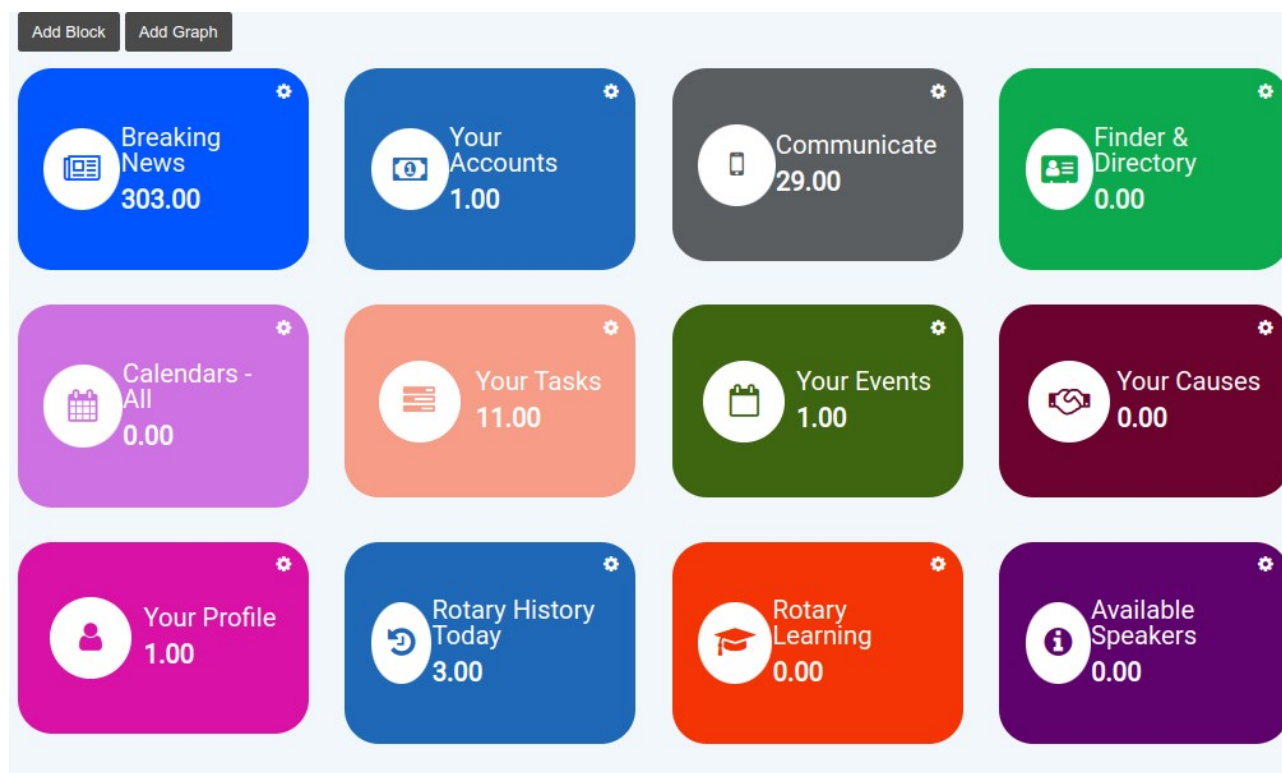 Add Block
Add Graph
Breaking
News
303.00
Your
Accounts
1.00
Communicate
29.00
Finder &
Directory
0.00
Calendars -
All
0.00
Your Tasks
11.00
Your Events
1.00
Your Causes
0.00
Your Profile
1.00
Rotary History
Today
3.00
Rotary
Learning
0.00
Available
Speakers
0.00